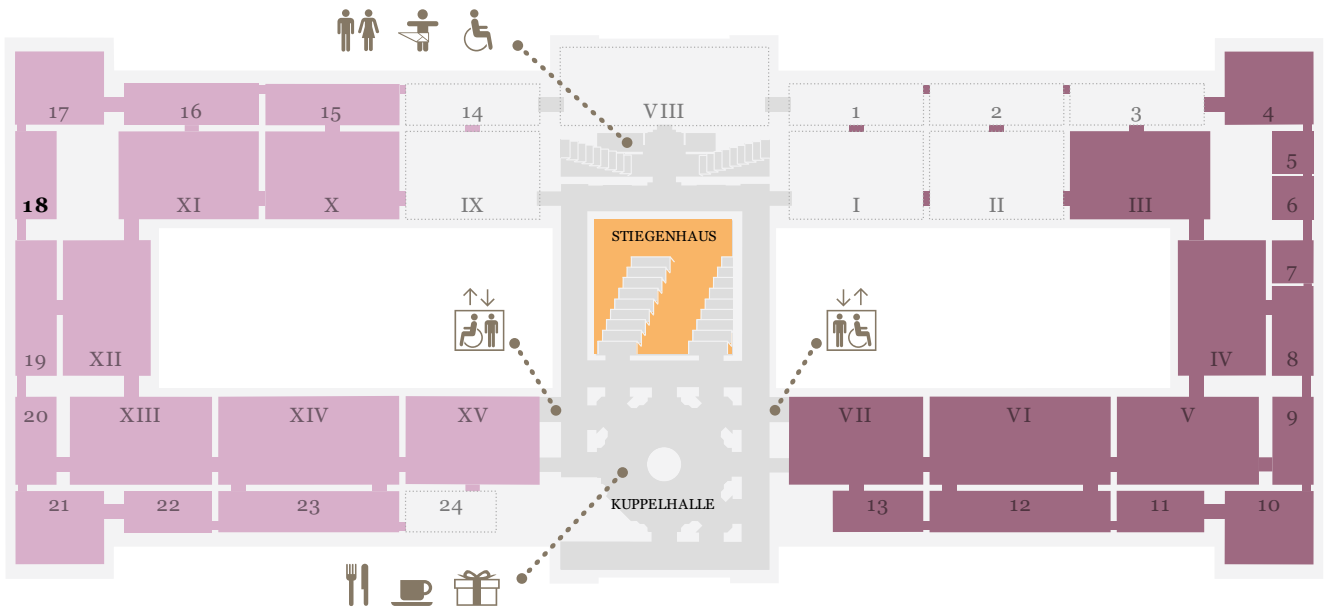 17 16 15 14 VIII 1 2 3 4
5
18 XI X IX I II III 6
STIEGENHAUS
7
19 XII IV 8
20 XIII XIV XV VII VI V 9
21 22 23 24 KUPPELHALLE 13 12 11 10